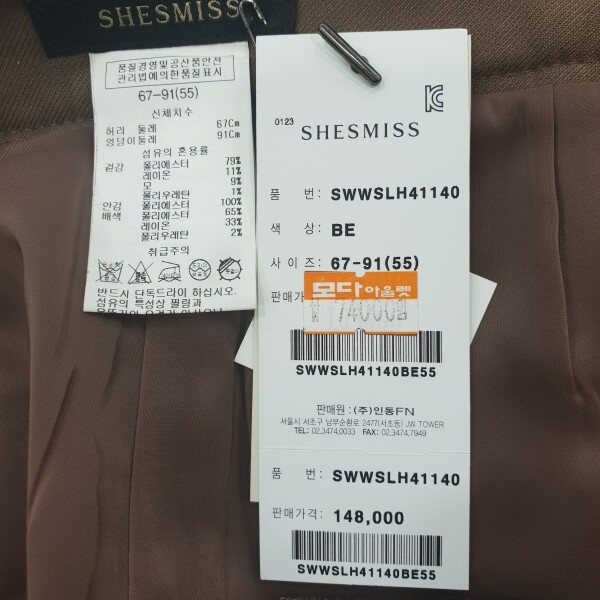 SHESMISS
품질경영및공산품안전
관리법에의한품질표시
67-91(55)
신체치수
허리 둘레 67Cm
엉덩이둘레 91Cm
섬유의 혼용률
겉감 폴리에스터 79%
레이온 11%
모 9%
폴리우레탄 1%
안감 폴리에스터 100%
배색 폴리에스터 65%
레이온 33%
폴리우레탄 2%
취급주의
반드시 단독드라이 하십시오.
섬유의 특성상 필링과
0123
SHESMISS
품 번: SWWSLH41140
색 상: BE
사이즈: 67-91(55)
판매가
모다아울렛
₩ 74000원
SWWSLH41140BE55
판매원 : (주)인동FN
서울시 서초구 남부순환로 2477(서초동) JW TOWER
TEL: 02.3474.0033 FAX: 02.3474.7949
품 번: SWWSLH41140
판매가격: 148,000
SWWSLH41140BE55